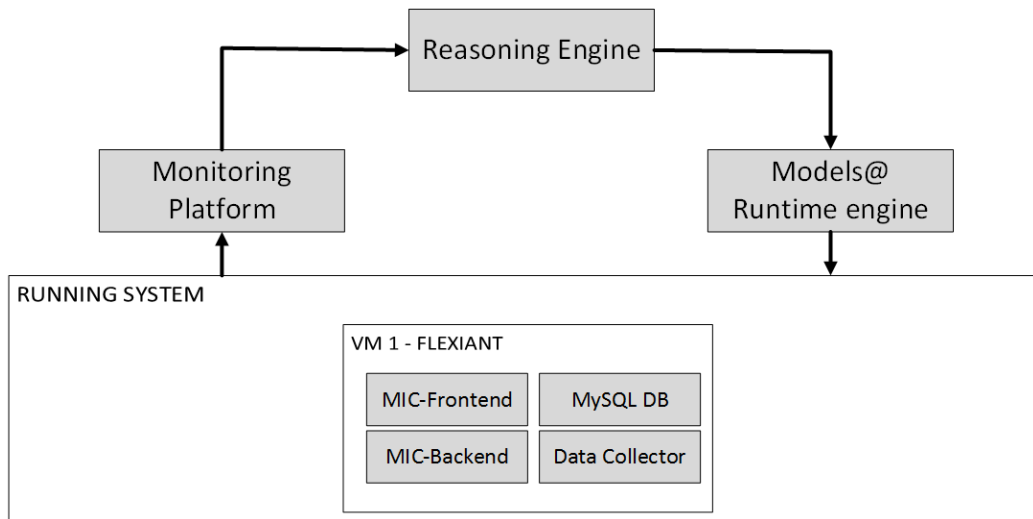 Reasoning Engine
Monitoring
Platform
Models@
Runtime engine
RUNNING SYSTEM
VM 1 - FLEXIANT
MIC-Frontend
MySQL DB
MIC-Backend
Data Collector